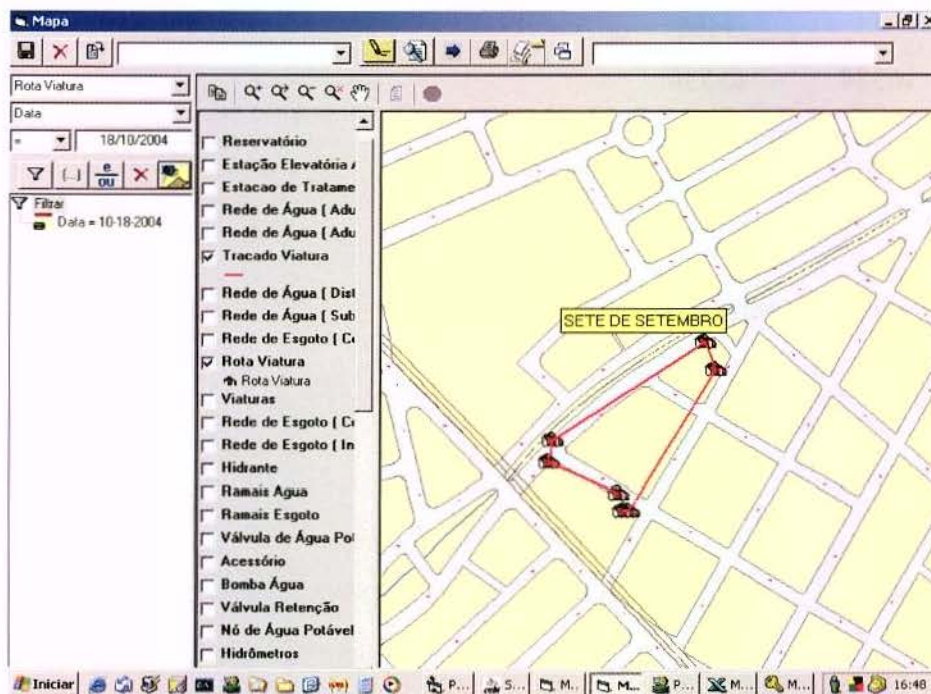 Mapa
Rota Viatura
Data
=
18/10/2004
e
ou
Filtrar
Data = 10-18-2004
Reservatório
Estação Elevatória
Estacao de Tratame
Rede de Água ( Adu
Rede de Água ( Adu
Tracado Viatura
Rede de Água ( Dist
Rede de Água ( Sub
Rede de Esgoto ( Co
Rota Viatura
Rota Viatura
Viaturas
Rede de Esgoto ( Co
Rede de Esgoto ( In
Hidrante
Ramais Agua
Ramais Esgoto
Válvula de Água Pot
Acessório
Bomba Água
Válvula Retenção
Nó de Água Potável
Hidrômetros
SETE DE SETEMBRO
Iniciar
P...
S...
M...
M...
P...
M...
M...
16:48